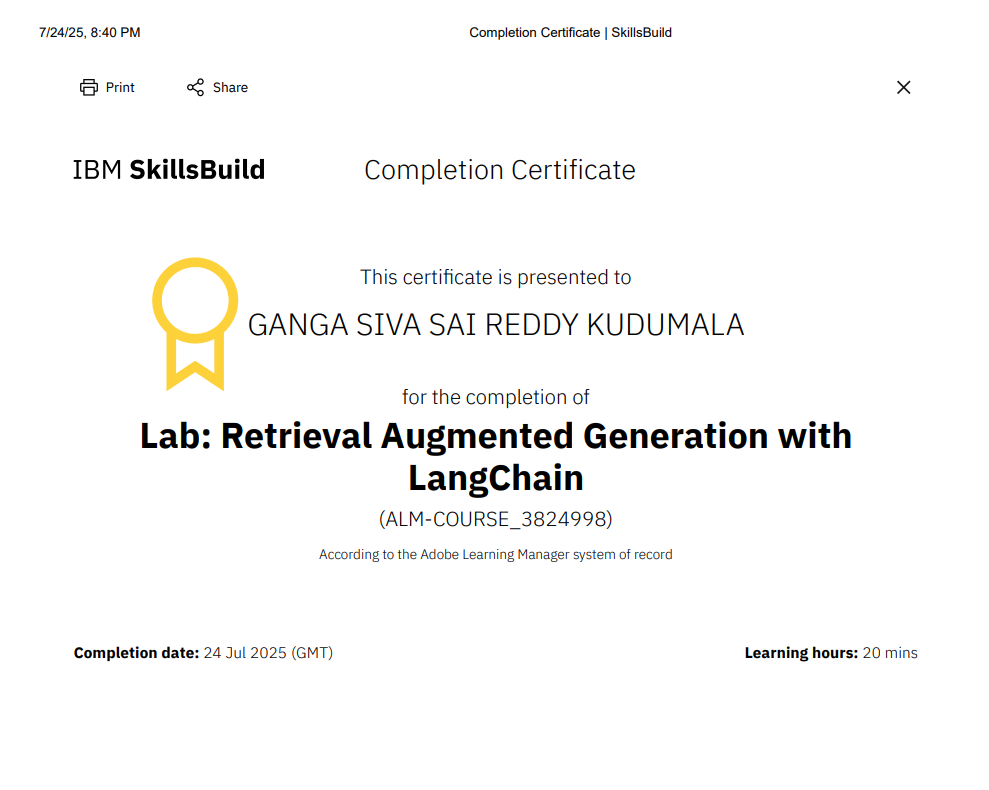 7/24/25, 8:40 PM Completion Certificate | SkillsBuild
Print Share
IBM SkillsBuild Completion Certificate
This certificate is presented to
GANGA SIVA SAI REDDY KUDUMALA
for the completion of
Lab: Retrieval Augmented Generation with
LangChain
(ALM-COURSE_3824998)
According to the Adobe Learning Manager system of record
Completion date: 24 Jul 2025 (GMT) Learning hours: 20 mins